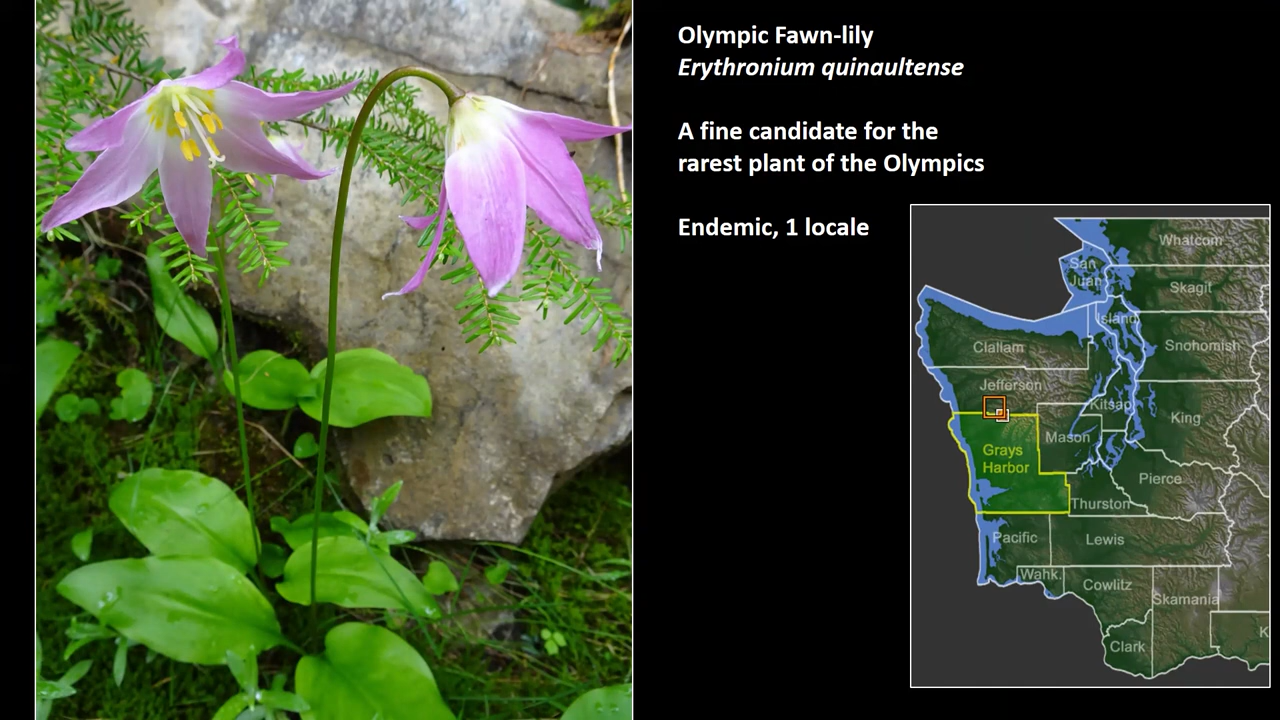 Olympic Fawn-lily
Erythronium quinaultense
A fine candidate for the
rarest plant of the Olympics
Endemic, 1 locale
Whatcom
San
Juan
Skagit
Island
Snohomish
Clallam
Jefferson
Kitsap
King
Mason
Grays
Harbor
Pierce
Thurston
Pacific
Lewis
Wahk.
Cowlitz
Skamania
K
Clark